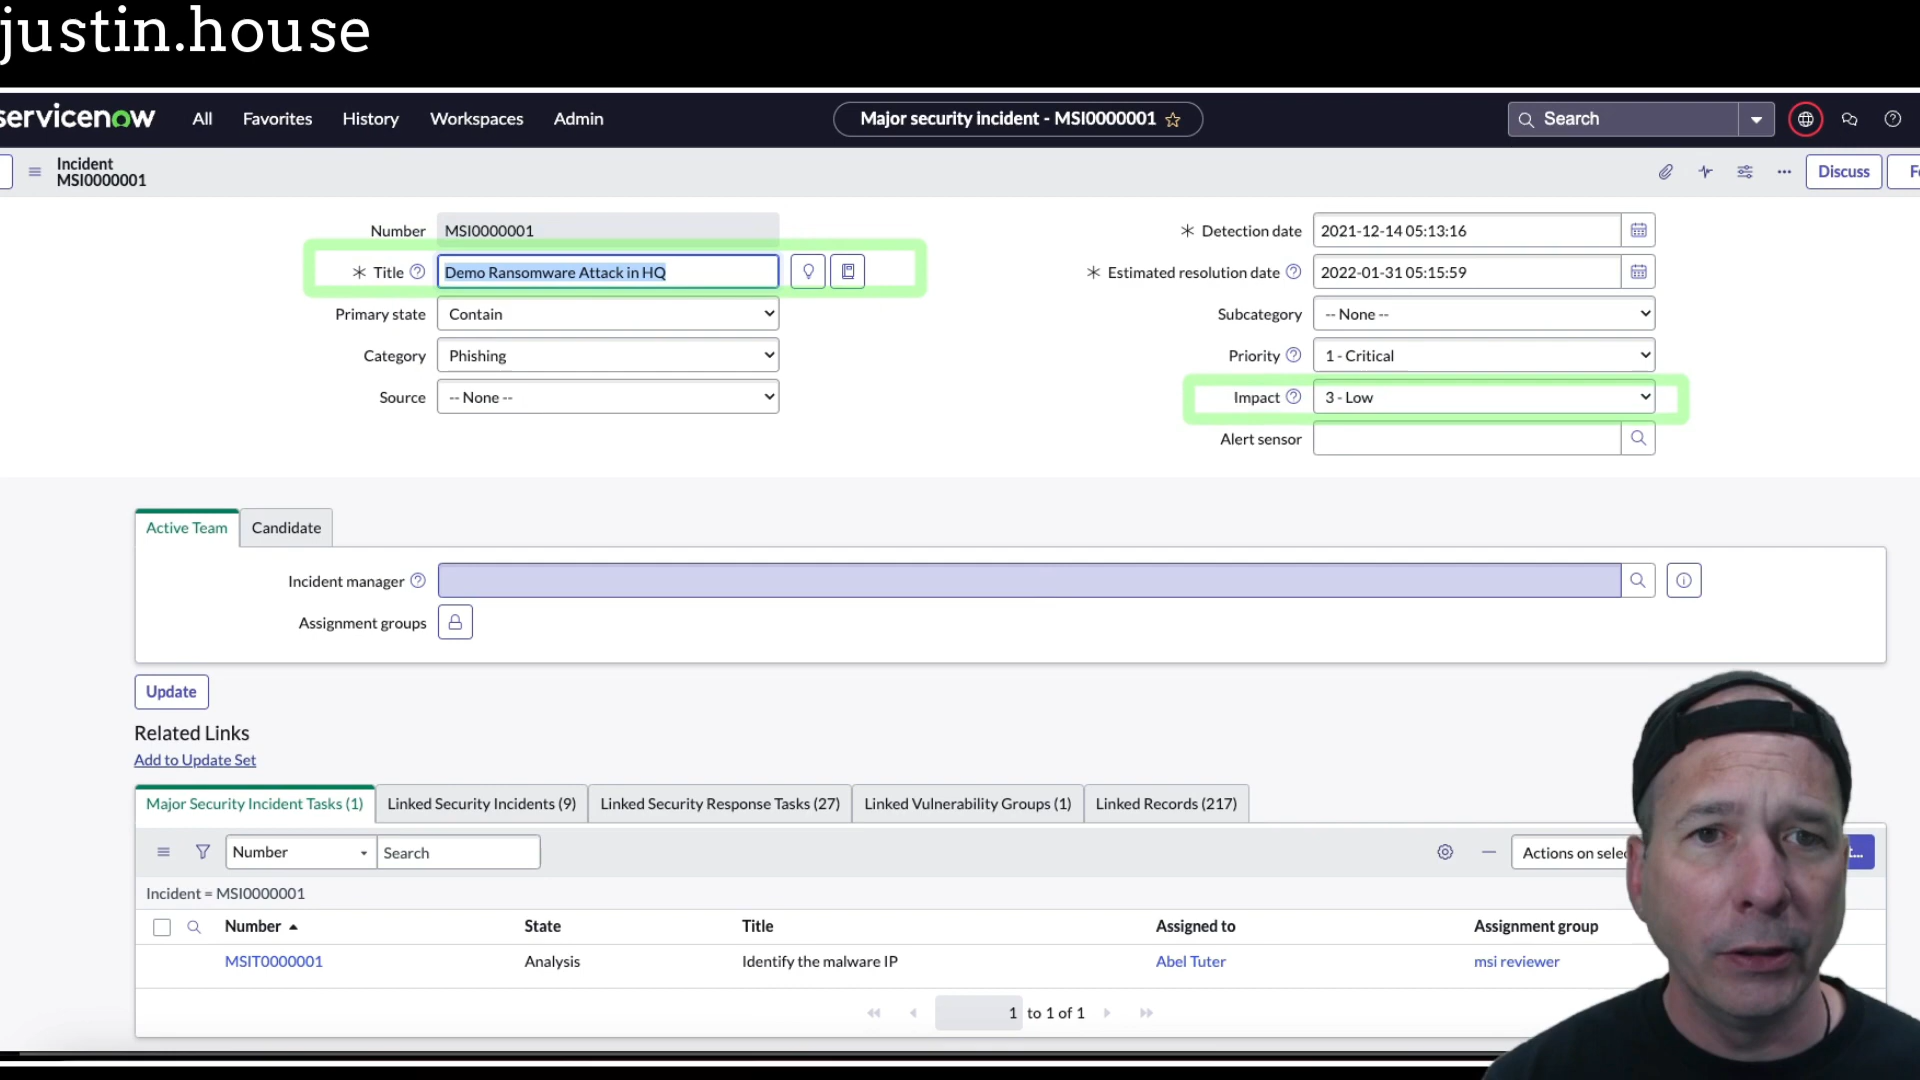 justin.house
servicenow All Favorites History Workspaces Admin Major security incident - MSI0000001 Search
Incident
MSI0000001
Discuss
Number MSI0000001
Title Demo Ransomware Attack in HQ
Primary state Contain
Category Phishing
Source -- None --
Detection date 2021-12-14 05:13:16
Estimated resolution date 2022-01-31 05:15:59
Subcategory -- None --
Priority 1 - Critical
Impact 3 - Low
Alert sensor
Active Team Candidate
Incident manager
Assignment groups
Update
Related Links
Add to Update Set
Major Security Incident Tasks (1) Linked Security Incidents (9) Linked Security Response Tasks (27) Linked Vulnerability Groups (1) Linked Records (217)
Number Search Actions on selec
Incident = MSI0000001
Number State Title Assigned to Assignment group
MSIT0000001 Analysis Identify the malware IP Abel Tuter msi reviewer
1 to 1 of 1